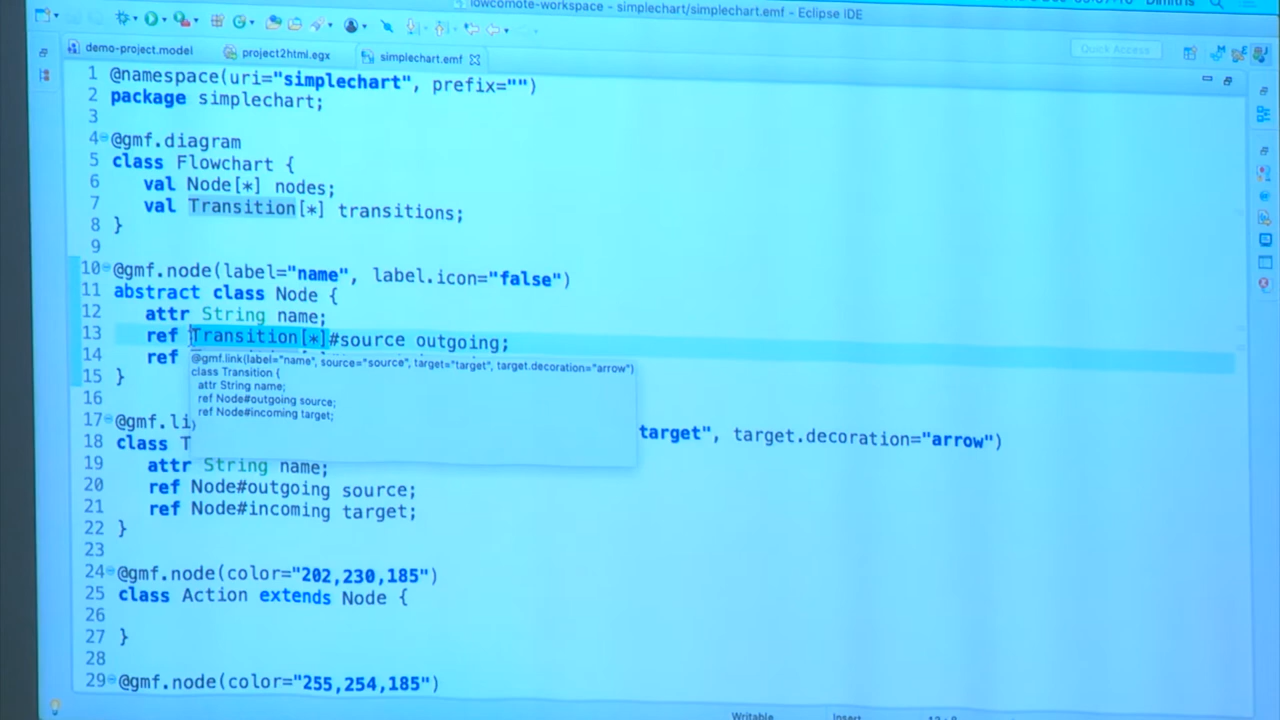 lowcomote-workspace - simplechart/simplechart.emf - Eclipse IDE
Quick Access
demo-project.model
project2html.egx
simplechart.emf
1 @namespace(uri="simplechart", prefix="")
2 package simplechart;
3
4 @gmf.diagram
5 class Flowchart {
6 val Node[*] nodes;
7 val Transition[*] transitions;
8 }
9
10 @gmf.node(label="name", label.icon="false")
11 abstract class Node {
12 attr String name;
13 ref Transition[*]#source outgoing;
14 ref
@gmf.link(label="name", source="source", target="target", target.decoration="arrow")
class Transition {
attr String name;
ref Node#outgoing source;
ref Node#incoming target;
}
15 }
16
17 @gmf.li target", target.decoration="arrow")
18 class T
19 attr String name;
20 ref Node#outgoing source;
21 ref Node#incoming target;
22 }
23
24 @gmf.node(color="202,230,185")
25 class Action extends Node {
26
27 }
28
29 @gmf.node(color="255,254,185")
Writable
Insert